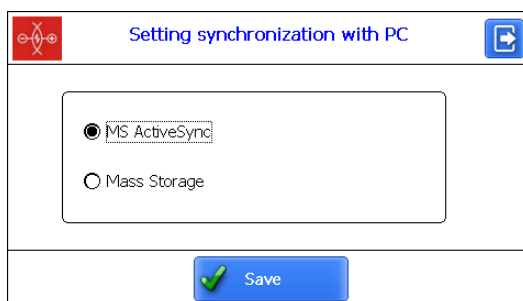 Setting synchronization with PC
MS ActiveSync
Mass Storage
Save